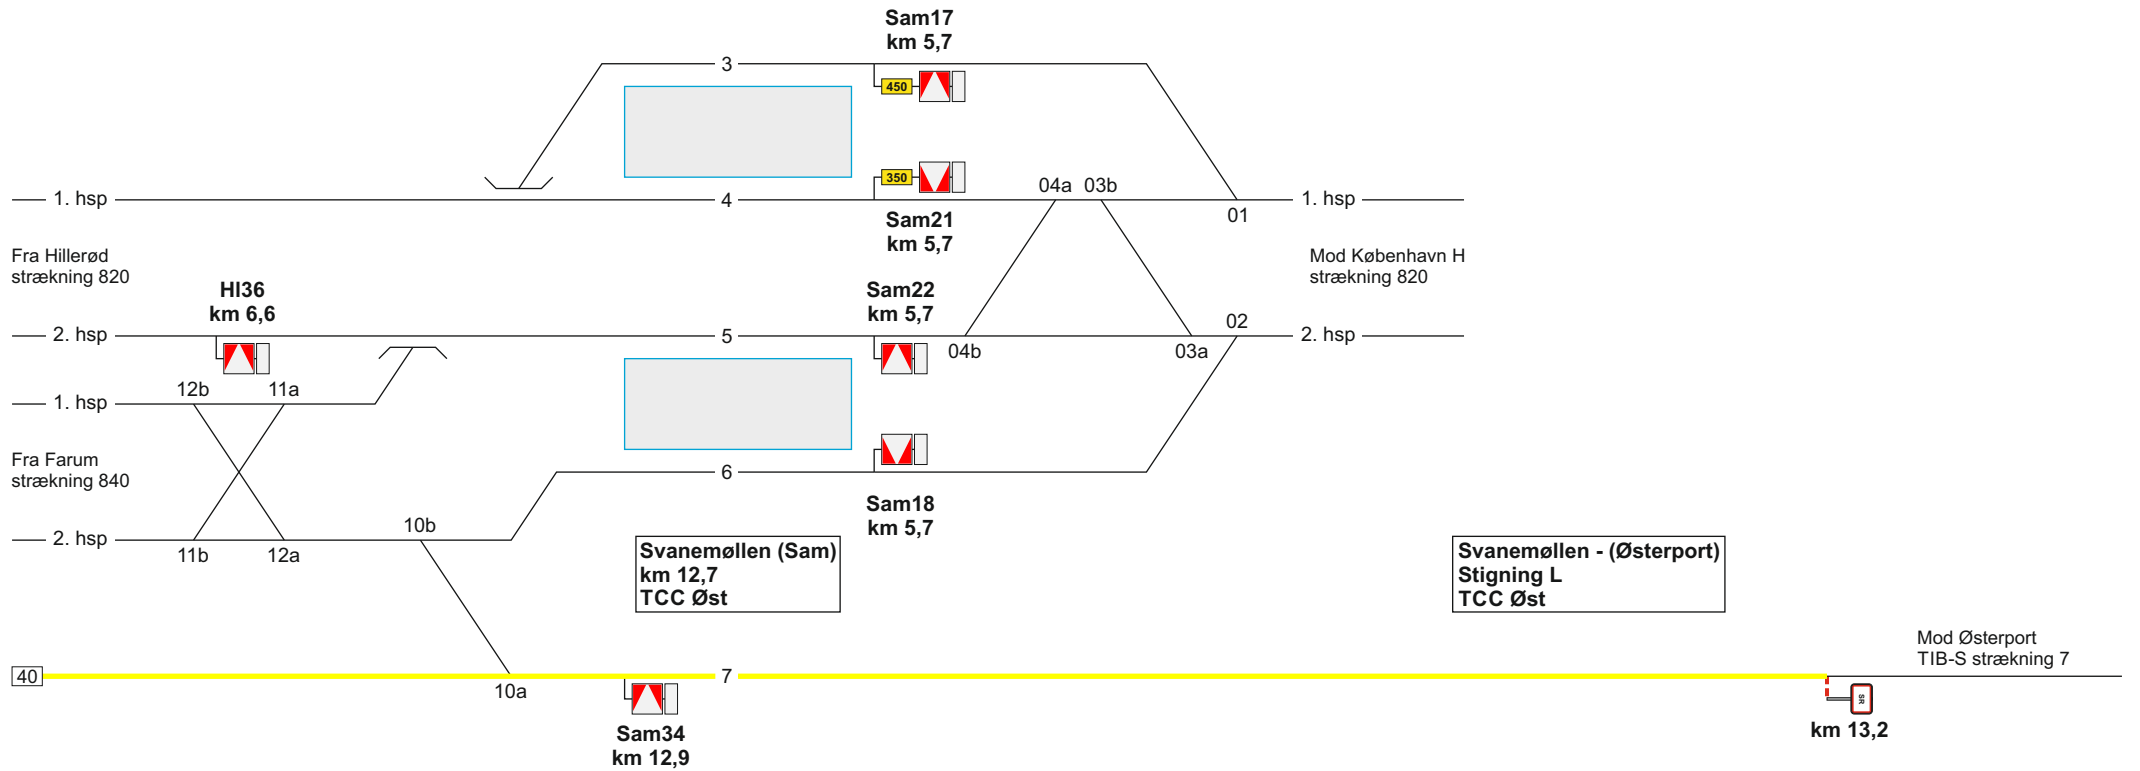 Sam17
km 5,7
3
450
350
1. hsp
4
04a
03b
1. hsp
01
Sam21
km 5,7
Fra Hillerød
strækning 820
Mod København H
strækning 820
HI36
km 6,6
Sam22
km 5,7
2. hsp
5
02
2. hsp
04b
03a
12b
11a
1. hsp
Fra Farum
strækning 840
6
Sam18
km 5,7
10b
2. hsp
11b
12a
Svanemøllen (Sam)
km 12,7
TCC Øst
Svanemøllen - (Østerport)
Stigning L
TCC Øst
Mod Østerport
TIB-S strækning 7
40
7
10a
SR
Sam34
km 12,9
km 13,2